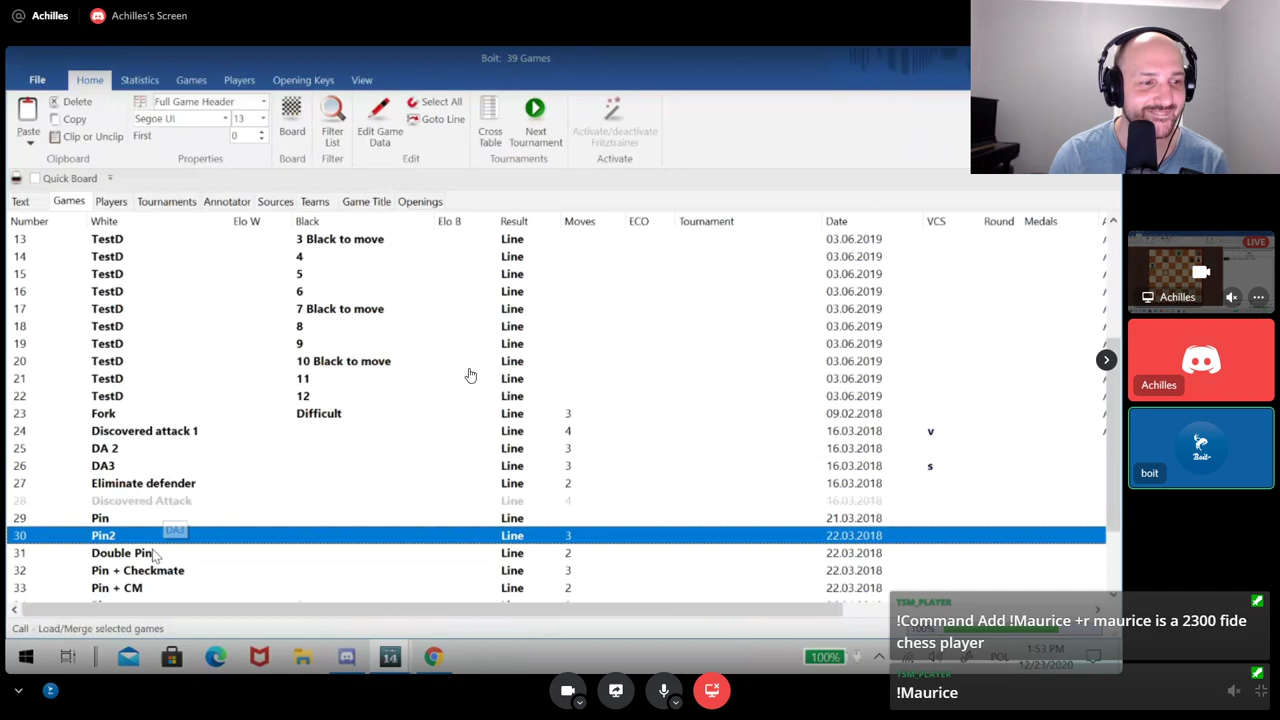 Achilles Achilles's Screen
Boit: 39 Games
File Home Statistics Games Players Opening Keys View
Paste
Delete
Copy
Clip or Unclip
Clipboard
Full Game Header
Segoe UI 13
First 0
Properties
Board
Board
Filter List
Filter
Edit Game Data
Select All
Goto Line
Edit
Cross Table
Next Tournament
Tournaments
Activate/deactivate Fritztrainer
Activate
Quick Board
Text Games Players Tournaments Annotator Sources Teams Game Title Openings
Number White Elo W Black Elo B Result Moves ECO Tournament Date VCS Round Medals
13 TestD 3 Black to move Line 03.06.2019
14 TestD 4 Line 03.06.2019
15 TestD 5 Line 03.06.2019
16 TestD 6 Line 03.06.2019
17 TestD 7 Black to move Line 03.06.2019
18 TestD 8 Line 03.06.2019
19 TestD 9 Line 03.06.2019
20 TestD 10 Black to move Line 03.06.2019
21 TestD 11 Line 03.06.2019
22 TestD 12 Line 03.06.2019
23 Fork Difficult Line 3 09.02.2018
24 Discovered attack 1 Line 4 16.03.2018 v
25 DA 2 Line 3 16.03.2018
26 DA3 Line 3 16.03.2018 s
27 Eliminate defender Line 2 16.03.2018
28 Discovered Attack Line 4 16.03.2018
29 Pin Line 21.03.2018
DA3
30 Pin2 Line 3 22.03.2018
31 Double Pin Line 2 22.03.2018
32 Pin + Checkmate Line 3 22.03.2018
33 Pin + CM Line 2 22.03.2018
Call - Load/Merge selected games
100%
14
100%
POL
1:53 PM
12/23/2020
LIVE
Achilles
Achilles
Boit
boit
TSM_PLAYER
!Command Add !Maurice +r maurice is a 2300 fide
chess player
TSM_PLAYER
!Maurice